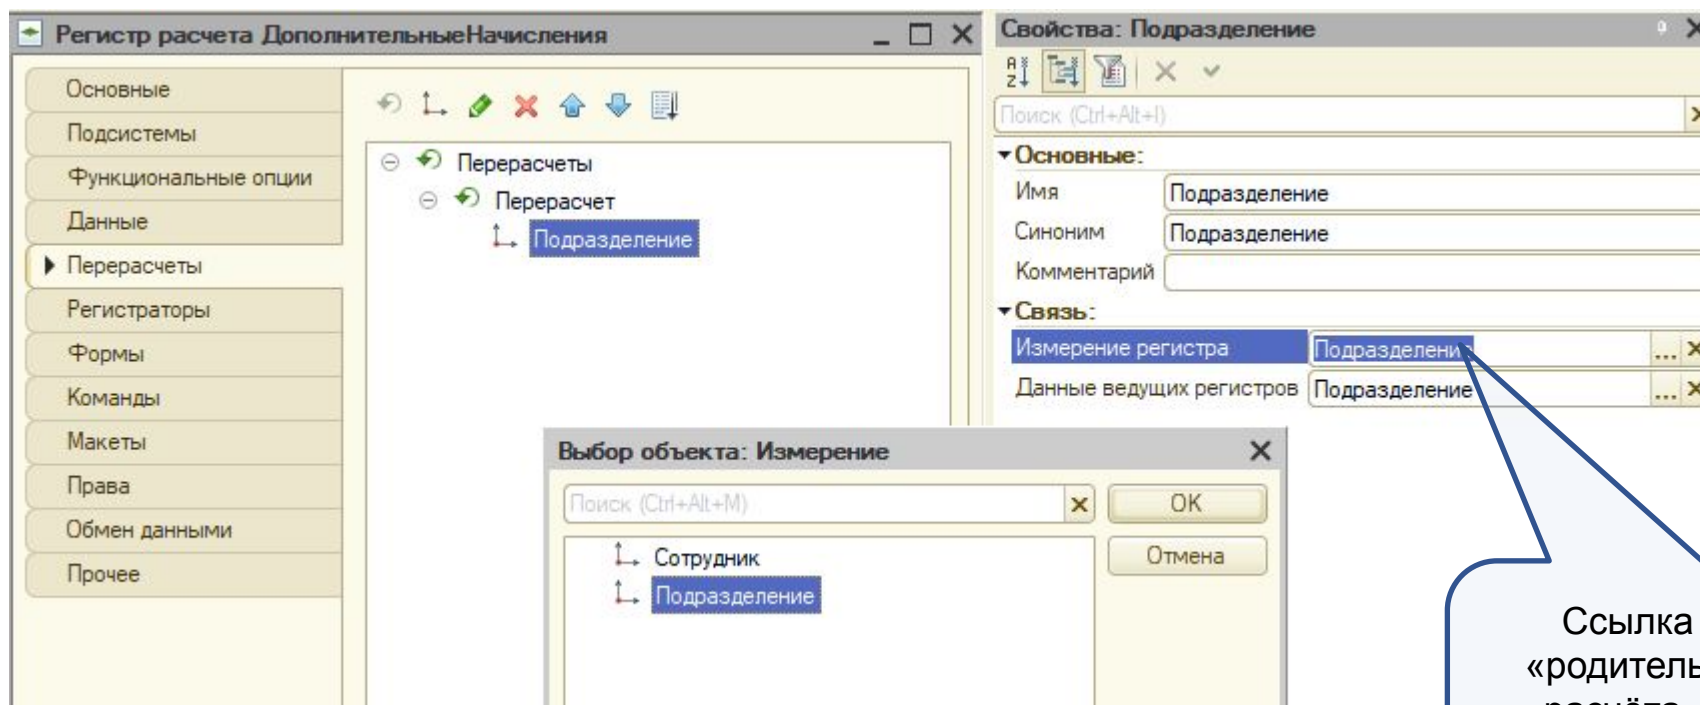 Регистр расчета ДополнительныеНачисления
Основные
Подсистемы
Функциональные опции
Данные
Перерасчеты
Регистраторы
Формы
Команды
Макеты
Права
Обмен данными
Прочее
Перерасчеты
Перерасчет
Подразделение
Свойства: Подразделение
Поиск (Ctrl+Alt+I)
Основные:
Имя Подразделение
Синоним Подразделение
Комментарий
Связь:
Измерение регистра Подразделение ...
Данные ведущих регистров Подразделение ...
Выбор объекта: Измерение
Поиск (Ctrl+Alt+M)
OK
Отмена
Сотрудник
Подразделение
Ссылка
«родитель